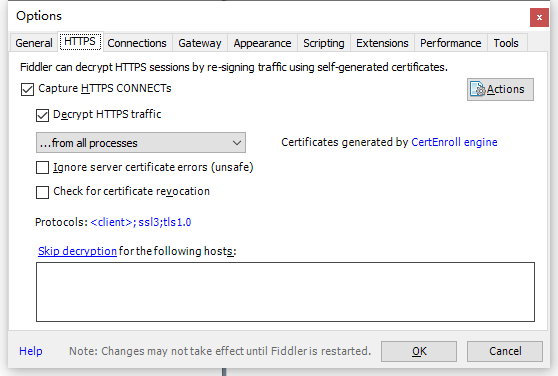 Options
x
General HTTPS Connections Gateway Appearance Scripting Extensions Performance Tools
Fiddler can decrypt HTTPS sessions by re-signing traffic using self-generated certificates.
Capture HTTPS CONNECTs
Actions
Decrypt HTTPS traffic
...from all processes
Certificates generated by CertEnroll engine
Ignore server certificate errors (unsafe)
Check for certificate revocation
Protocols: <client>; ssl3;tls1.0
Skip decryption for the following hosts:
Help
Note: Changes may not take effect until Fiddler is restarted.
OK
Cancel